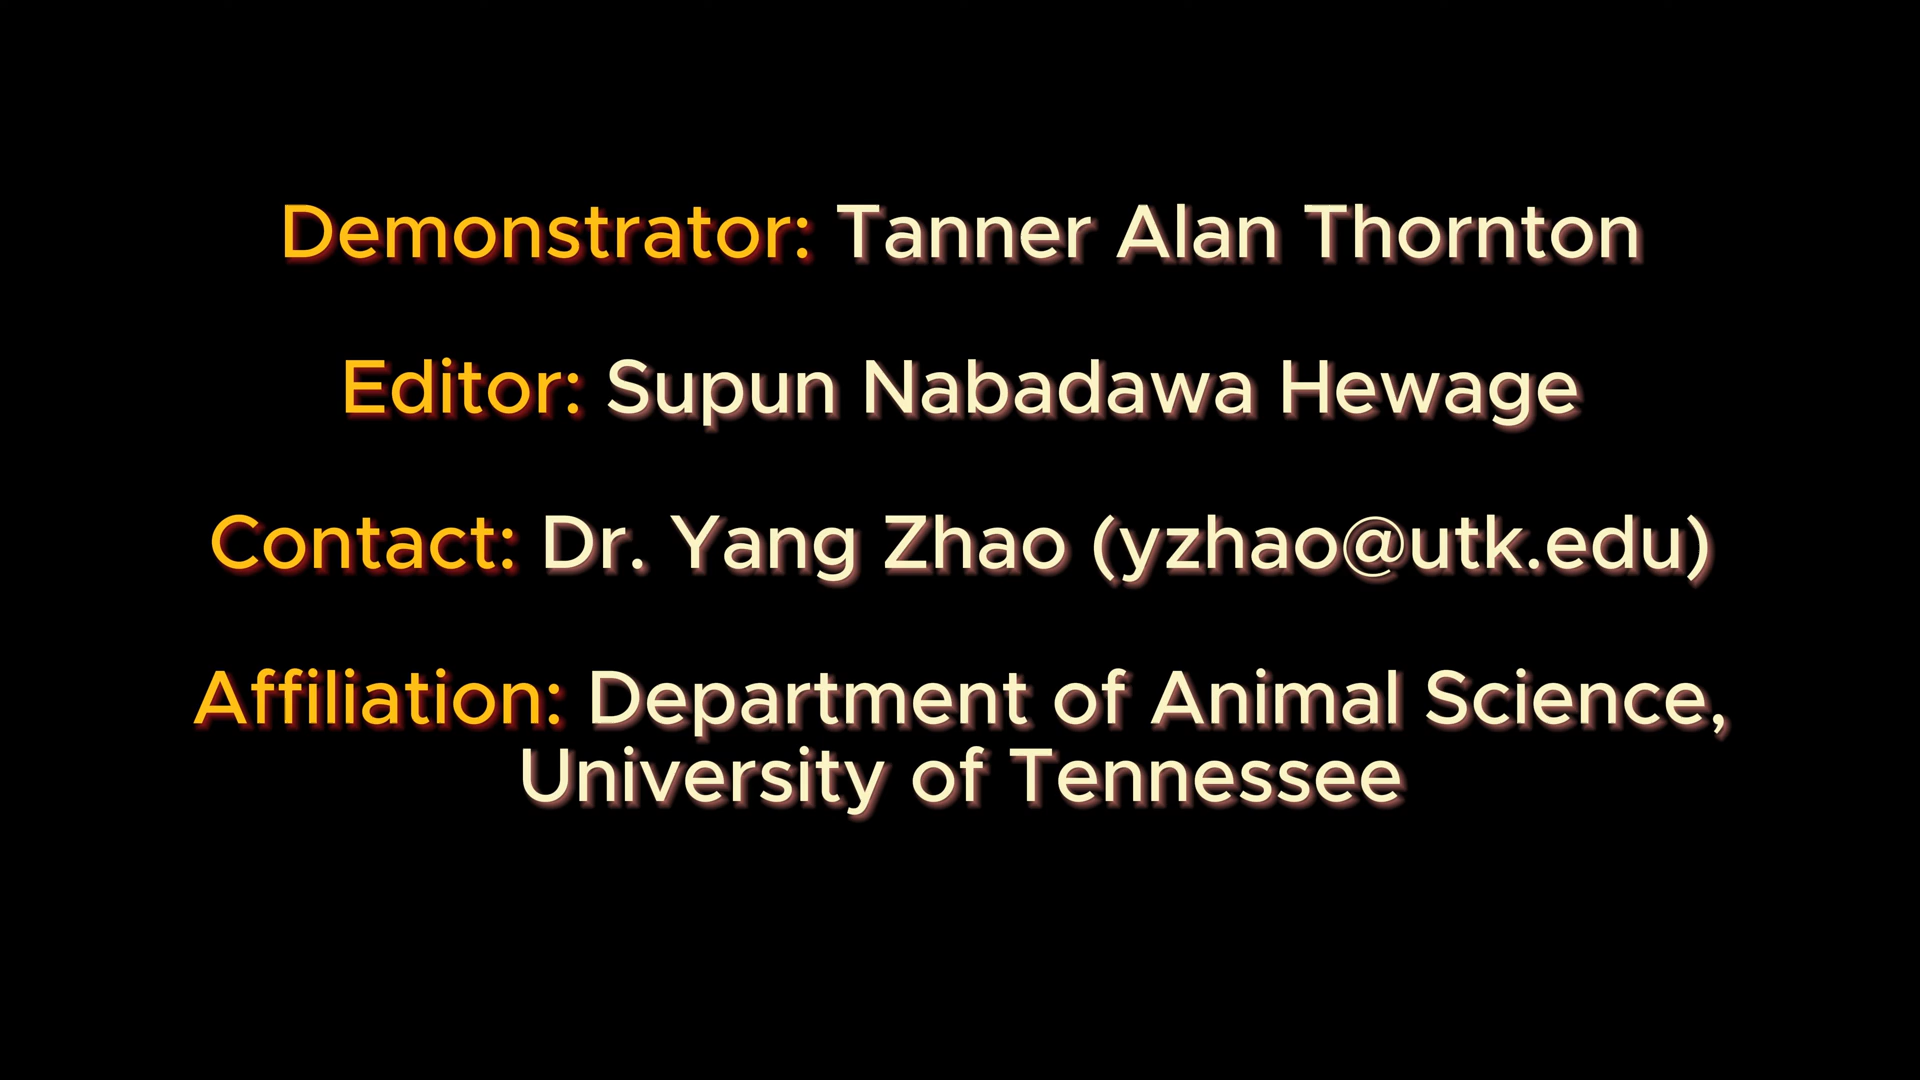 Demonstrator: Tanner Alan Thornton
Editor: Supun Nabadawa Hewage
Contact: Dr. Yang Zhao (yzhao@utk.edu)
Affiliation: Department of Animal Science,
University of Tennessee